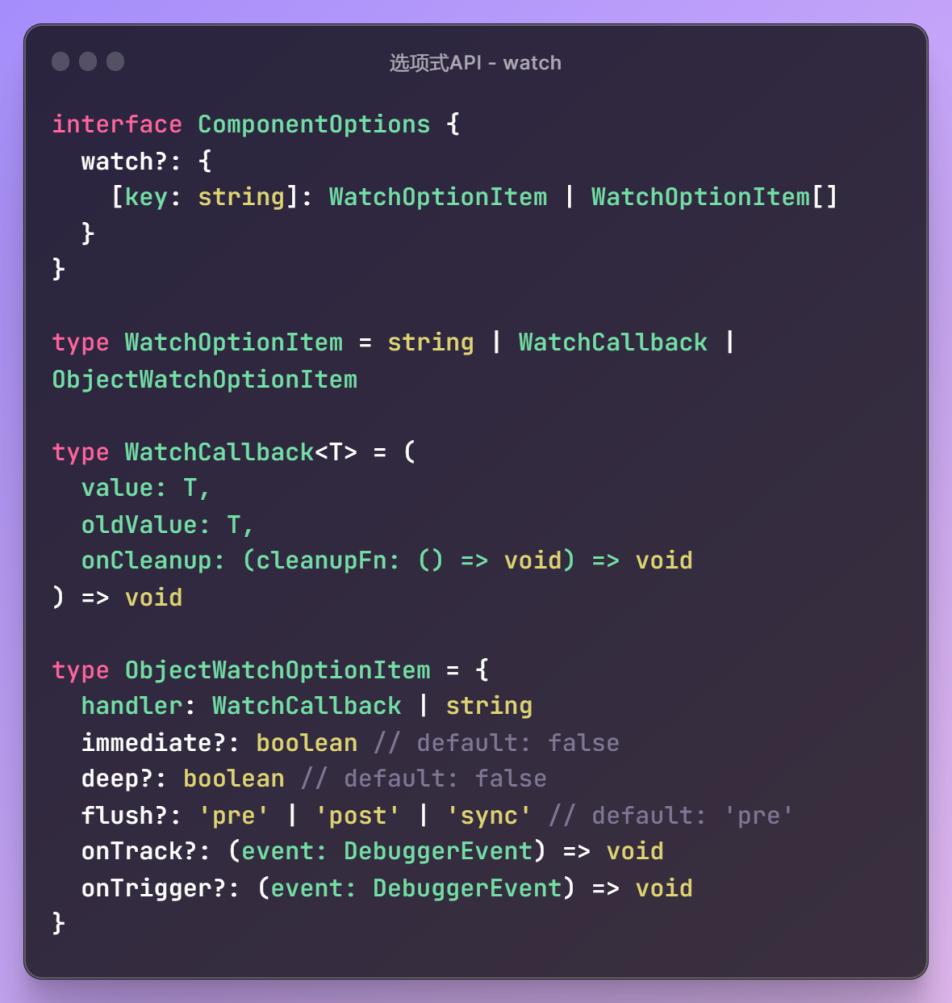 选项式API - watch
interface ComponentOptions {
  watch?: {
    [key: string]: WatchOptionItem | WatchOptionItem[]
  }
}

type WatchOptionItem = string | WatchCallback |
ObjectWatchOptionItem

type WatchCallback<T> = (
  value: T,
  oldValue: T,
  onCleanup: (cleanupFn: () => void) => void
) => void

type ObjectWatchOptionItem = {
  handler: WatchCallback | string
  immediate?: boolean // default: false
  deep?: boolean // default: false
  flush?: 'pre' | 'post' | 'sync' // default: 'pre'
  onTrack?: (event: DebuggerEvent) => void
  onTrigger?: (event: DebuggerEvent) => void
}